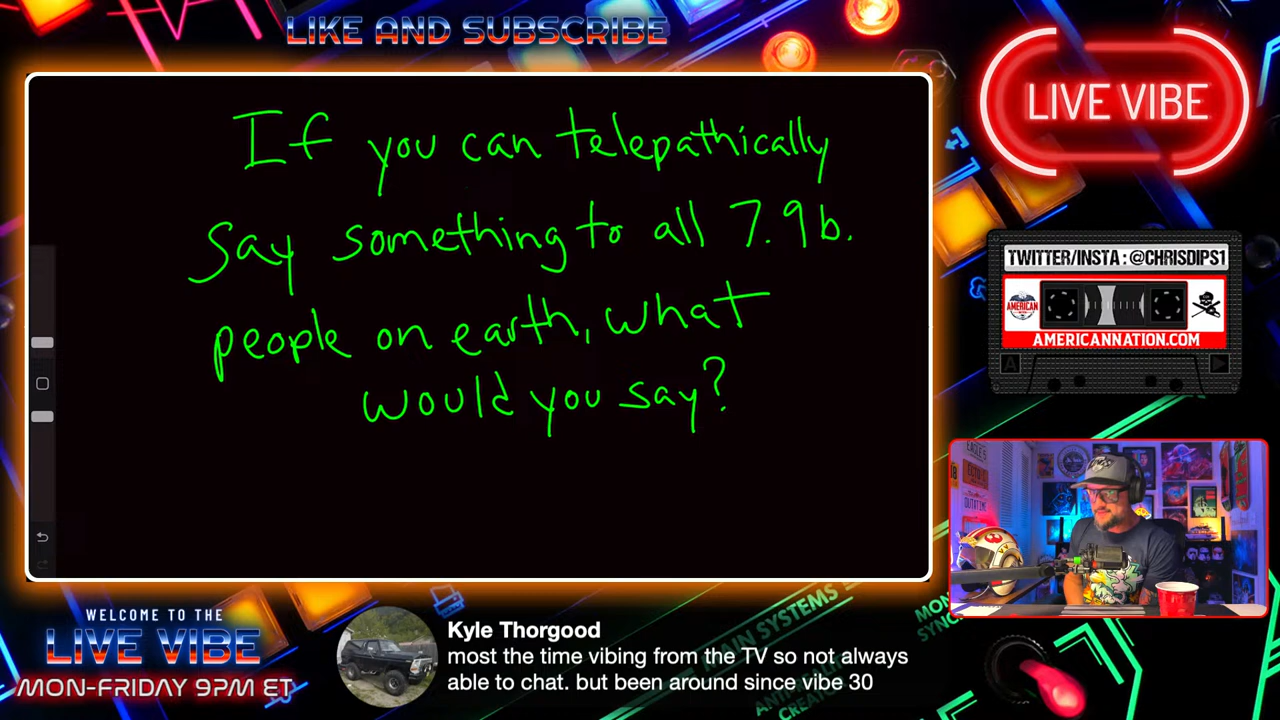 LIKE AND SUBSCRIBE
LIVE VIBE
If you can telepathically
say something to all 7.9 b.
people on earth, what
would you say?
TWITTER/INSTA : @CHRISDIPS1
AMERICAN
AMERICANNATION.COM
A
WELCOME TO THE
LIVE VIBE
MON-FRIDAY 9PM ET
Kyle Thorgood
most the time vibing from the TV so not always
able to chat. but been around since vibe 30